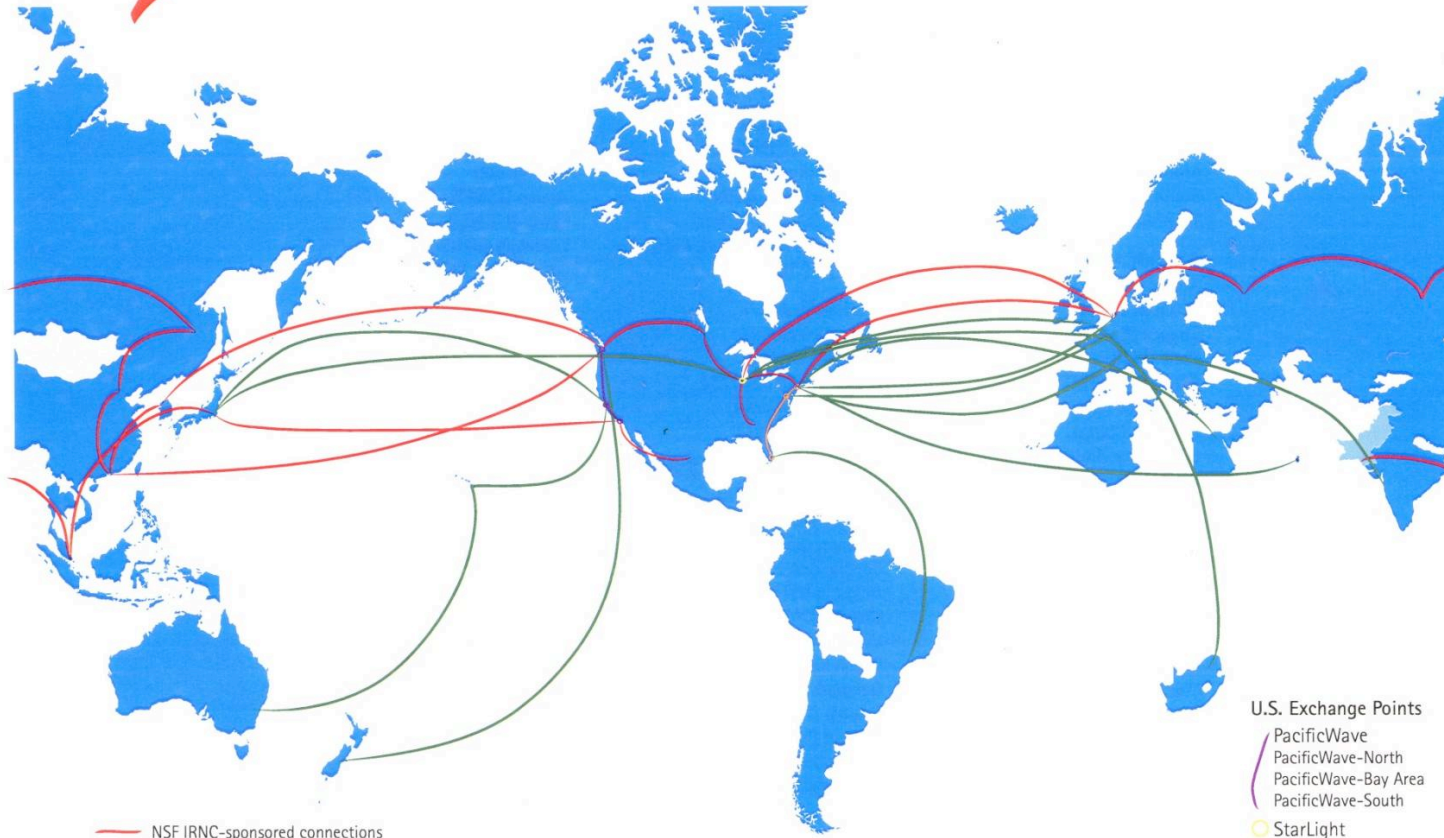 U.S. Exchange Points
PacificWave
PacificWave-North
PacificWave-Bay Area
PacificWave-South
StarLight
NSF IRNC-sponsored connections